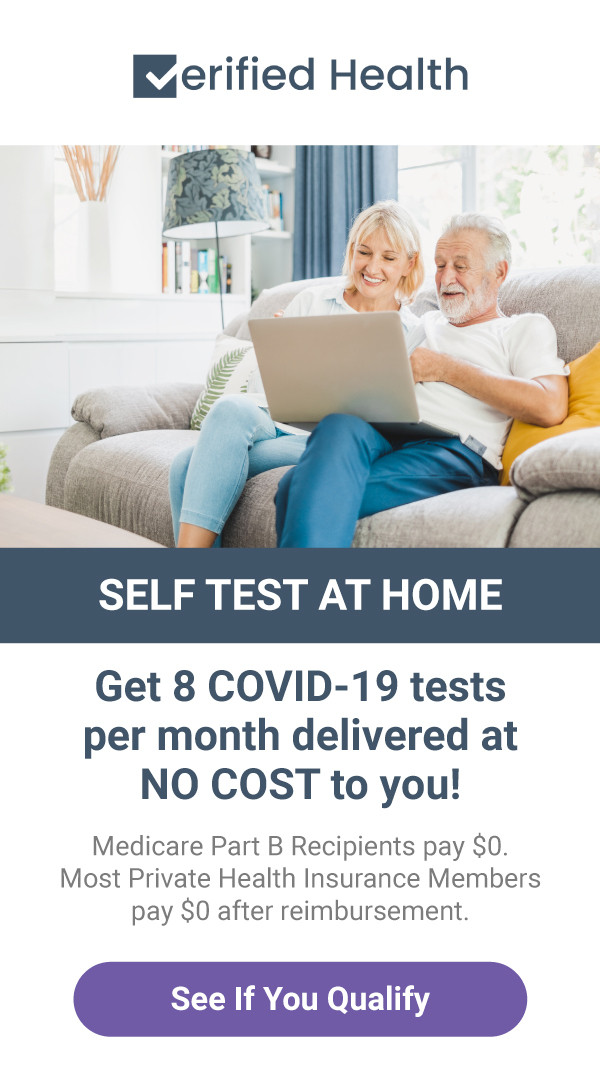 Verified Health
SELF TEST AT HOME
Get 8 COVID-19 tests
per month delivered at
NO COST to you!
Medicare Part B Recipients pay $0.
Most Private Health Insurance Members
pay $0 after reimbursement.
See If You Qualify